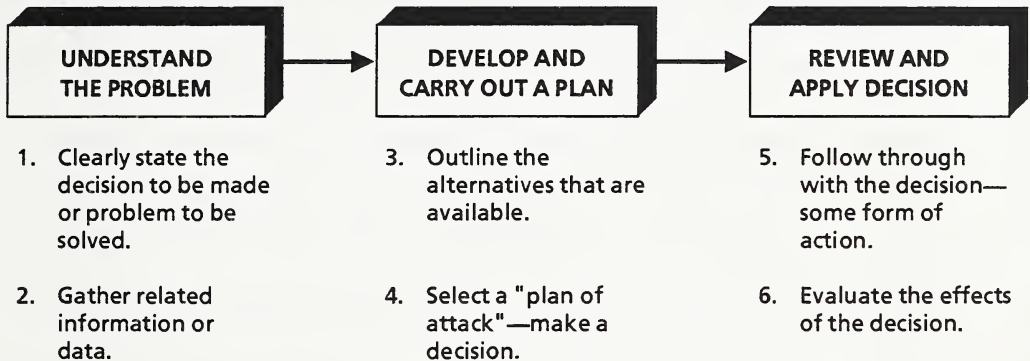 UNDERSTAND
THE PROBLEM
DEVELOP AND
CARRY OUT A PLAN
REVIEW AND
APPLY DECISION
1. Clearly state the
decision to be made
or problem to be
solved.
2. Gather related
information or
data.
3. Outline the
alternatives that are
available.
4. Select a "plan of
attack"—make a
decision.
5. Follow through
with the decision—
some form of
action.
6. Evaluate the effects
of the decision.